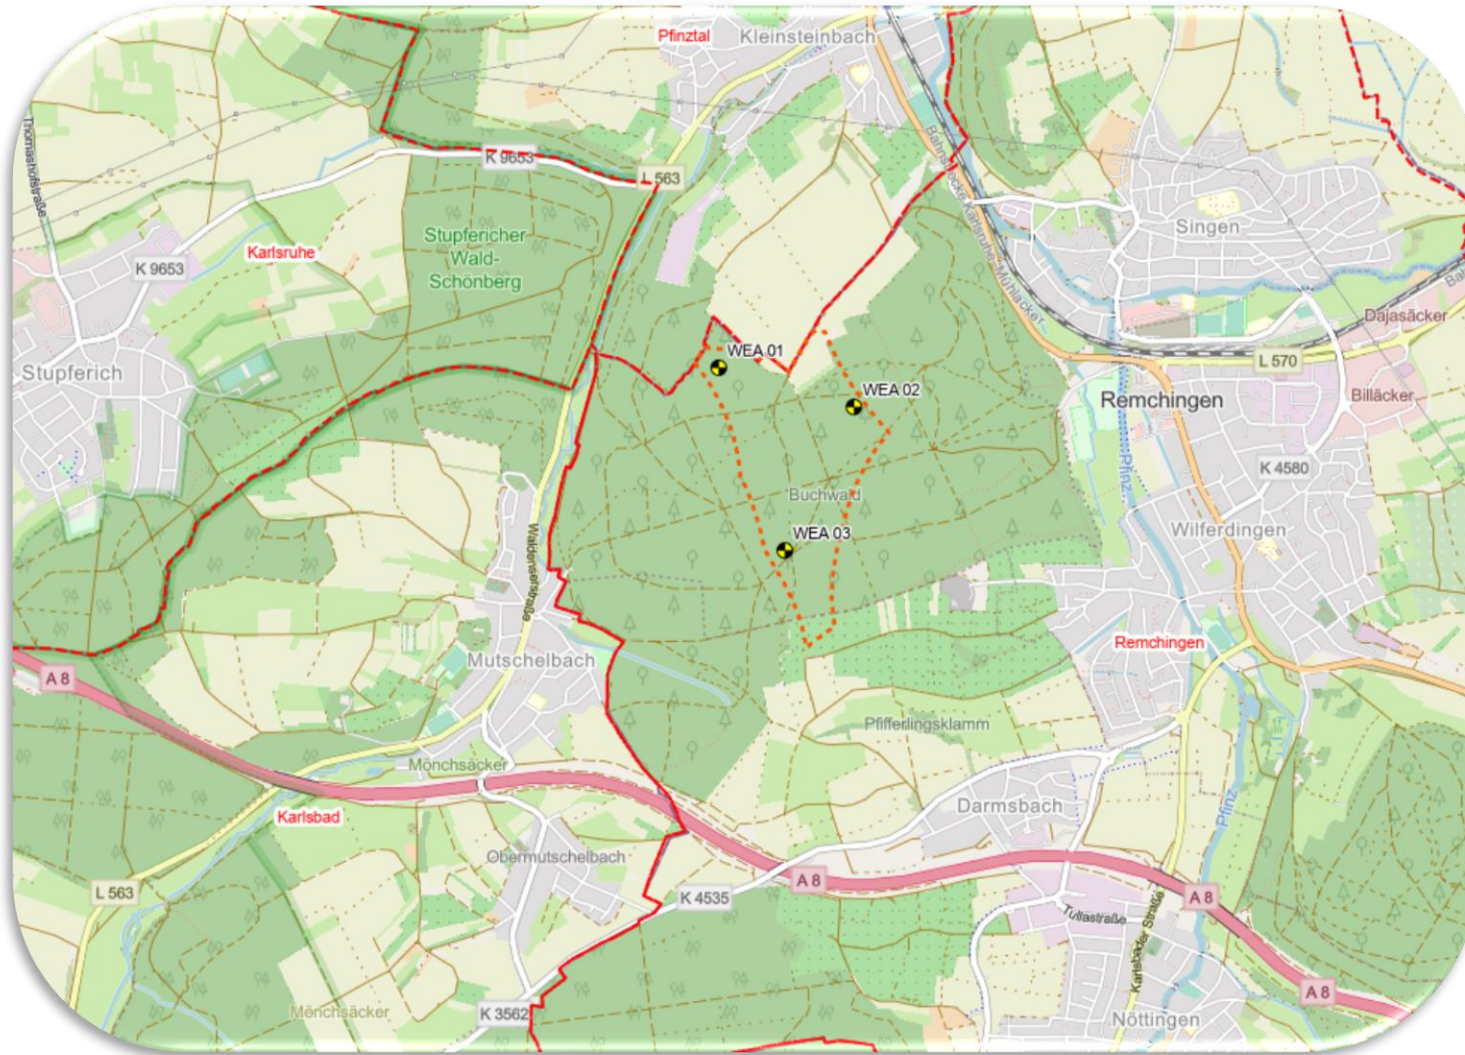 Pfinztal
Kleinsteinbach
Thomashofstraße
K 9653
L 563
Bahnstrecke Karlsruhe-Mühlacker
Stupfericher
Wald-
Schönberg
Karlsruhe
K 9653
Singen
Dajasäcker
WEA 01
L 570
Stupferich
WEA 02
Remchingen
Billäcker
Pfinz
K 4580
Buchwald
WEA 03
Wilferdingen
Waldenserstraße
Remchingen
Mutschelbach
A 8
Pfifferlingsklamm
Mönchsäcker
Darmsbach
Pfinz
Karlsbad
Obermutschelbach
L 563
K 4535
A 8
A 8
Tullastraße
Karlsbader Straße
A 8
Mönchsäcker
K 3562
Nöttingen